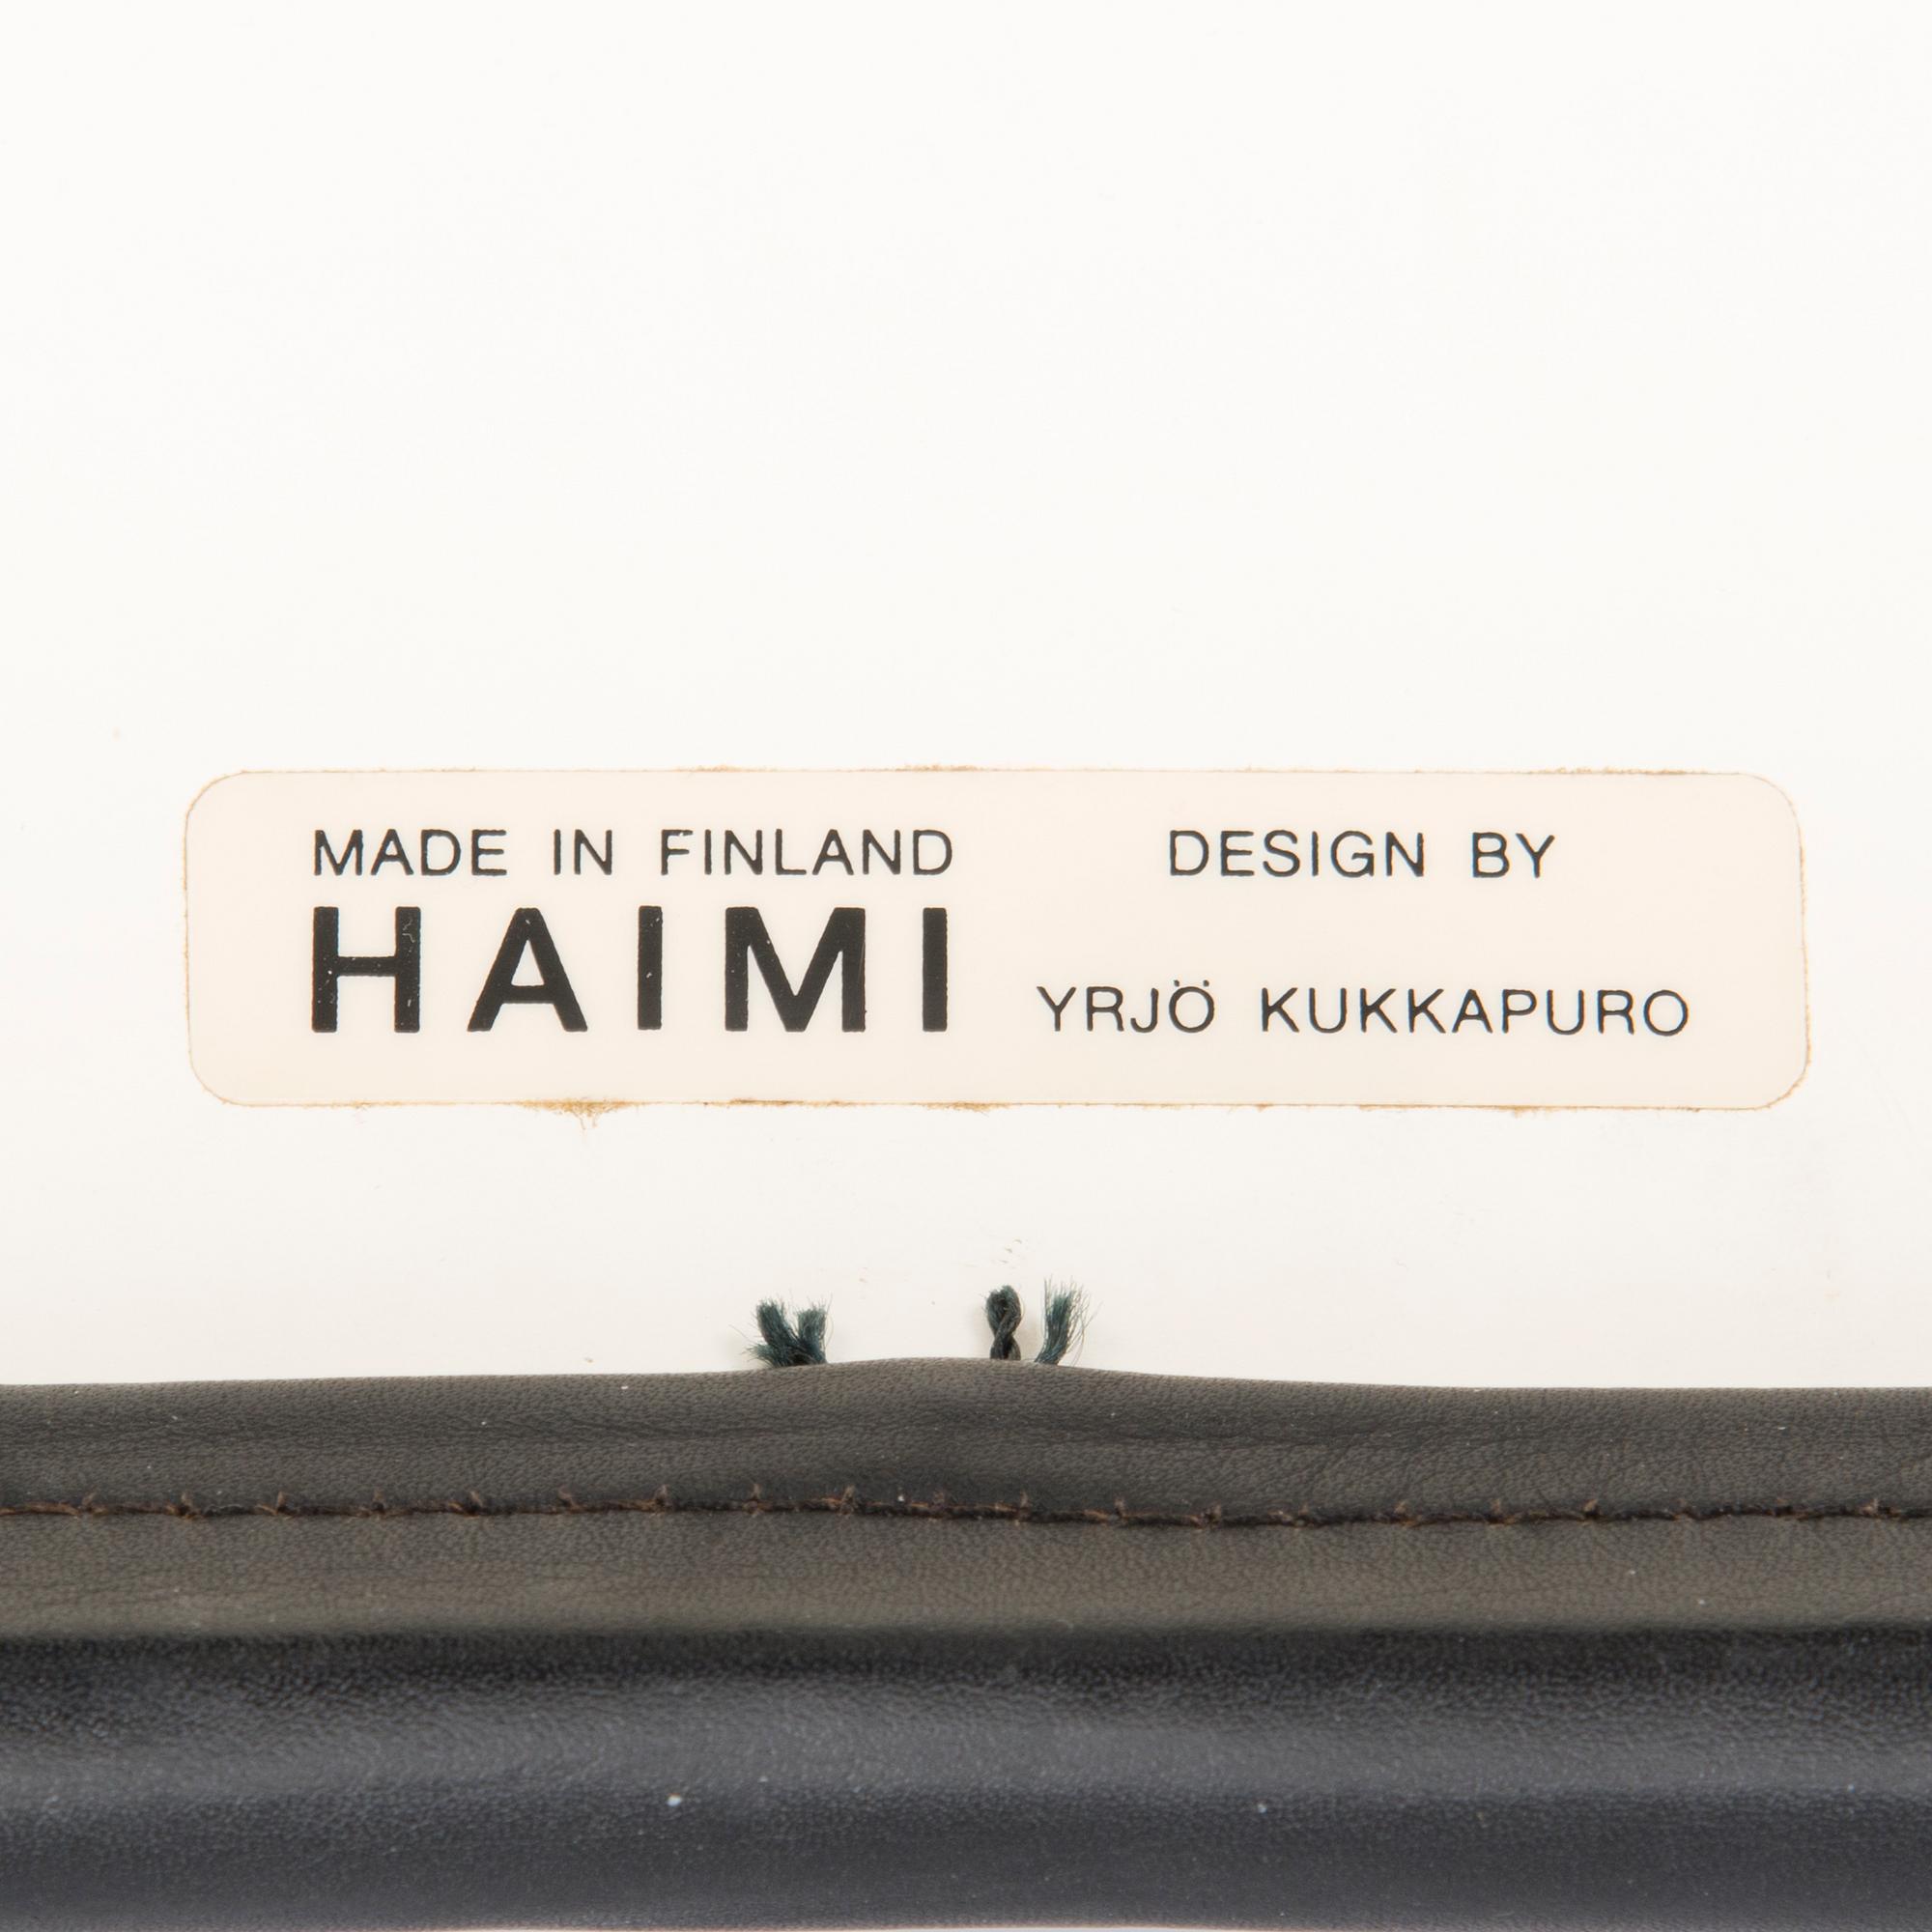 MADE IN FINLAND
HAIMI
DESIGN BY
YRJÖ KUKKAPURO